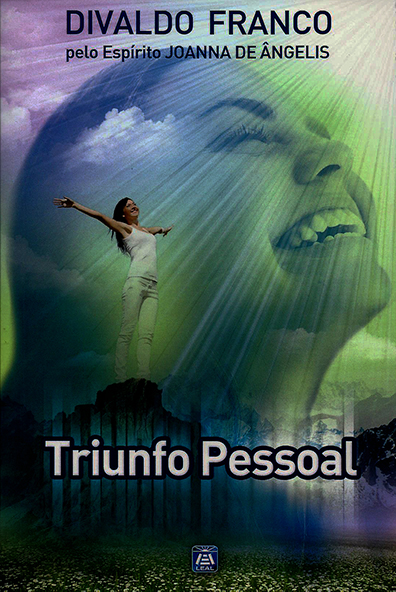 DIVALDO FRANCO
pelo Espírito JOANNA DE ÂNGELIS
Triunfo Pessoal
LEAL